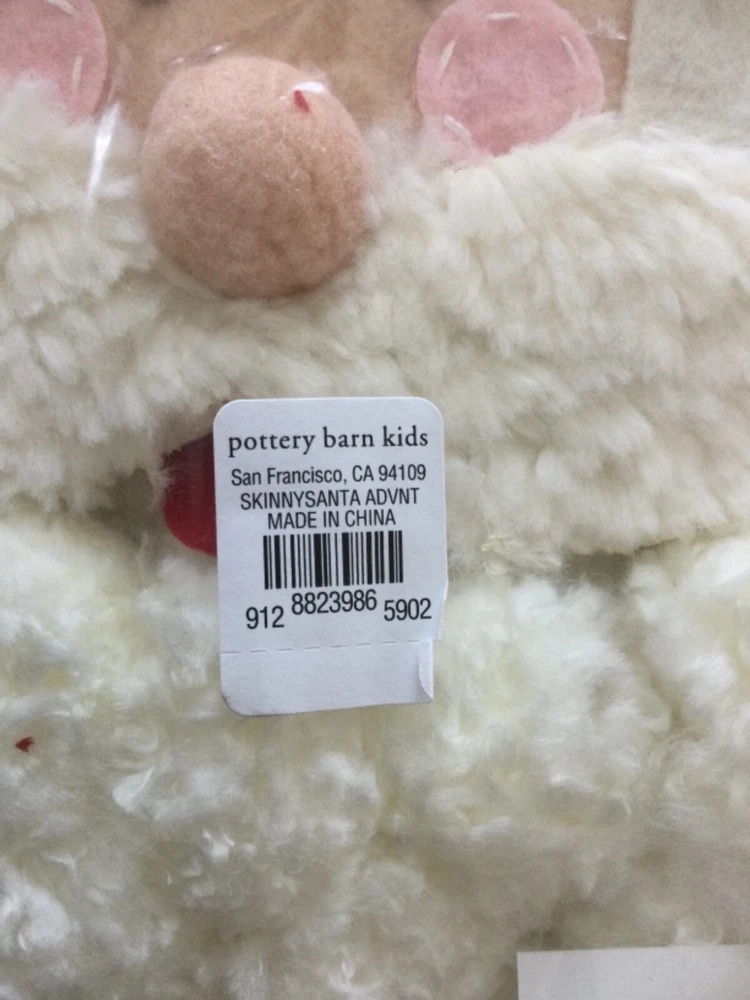 pottery barn kids
San Francisco, CA 94109
SKINNYSANTA ADVNT
MADE IN CHINA
912 8823986 5902